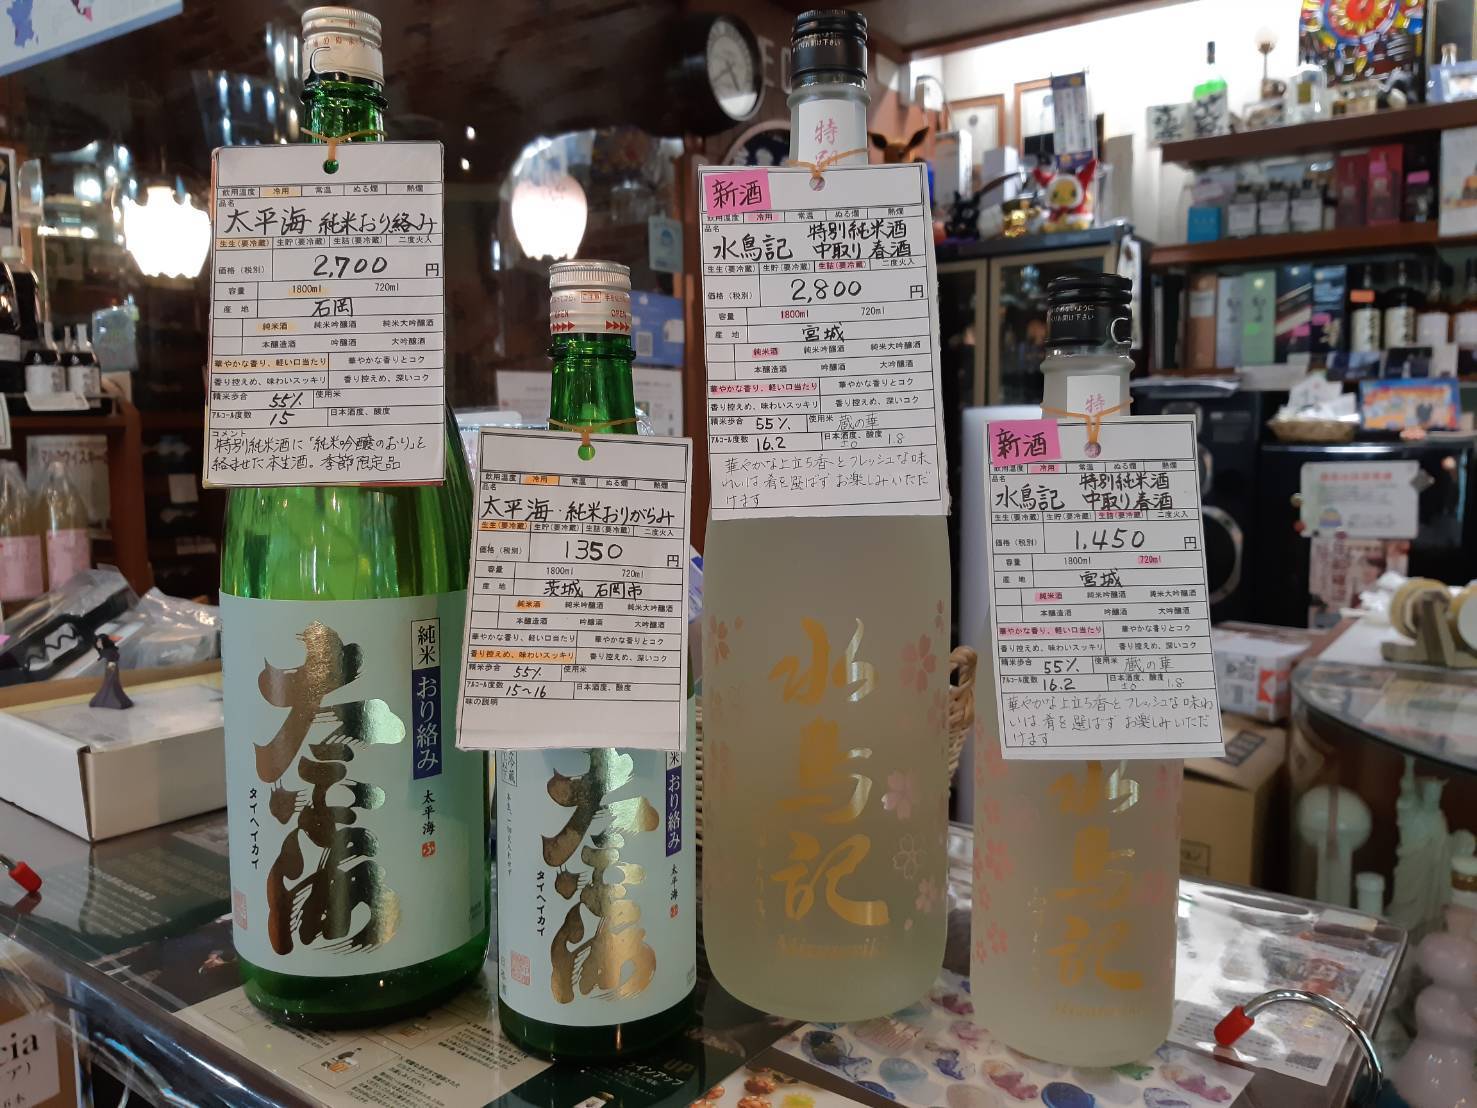 飲用温度 冷用 常温 ぬる燗 熱燗
品名
太平海 純米おり絡み
生生(要冷蔵) 生貯(要冷蔵) 生詰(要冷蔵) 二度火入
価格(税別) 2,700 円
容量 1800ml 720ml
産地 石岡
純米酒 純米吟醸酒 純米大吟醸酒
本醸造酒 吟醸酒 大吟醸酒
華やかな香り、軽い口当たり 華やかな香りとコク
香り控えめ、味わいスッキリ 香り控えめ、深いコク
精米歩合 55% 使用米
アルコール度数 15 日本酒度、酸度
コメント
特別純米酒に「純米吟醸のおり」を
絡ませた本生酒。季節限定品
純米 おり絡み
太平海
太平海
タイヘイカイ
OPEN
飲用温度 冷用 常温 ぬる燗 熱燗
品名
太平海・純米おりがらみ
生生(要冷蔵) 生貯(要冷蔵) 生詰(要冷蔵) 二度火入
価格(税別) 1350 円
容量 1800ml 720ml
産地 茨城 石岡市
純米酒 純米吟醸酒 純米大吟醸酒
本醸造酒 吟醸酒 大吟醸酒
華やかな香り、軽い口当たり 華やかな香りとコク
香り控えめ、味わいスッキリ 香り控えめ、深いコク
精米歩合 55% 使用米
アルコール度数 15~16 日本酒度、酸度
味の説明
米 おり絡み
太平海
太平海
タイヘイカイ
特別
新酒
飲用温度 冷用 常温 ぬる燗 熱燗
品名
水鳥記 特別純米酒
中取り 春酒
生生(要冷蔵) 生貯(要冷蔵) 生詰(要冷蔵) 二度火入
価格(税別) 2,800 円
容量 1800ml 720ml
産地 宮城
純米酒 純米吟醸酒 純米大吟醸酒
本醸造酒 吟醸酒 大吟醸酒
華やかな香り、軽い口当たり 華やかな香りとコク
香り控えめ、味わいスッキリ 香り控えめ、深いコク
精米歩合 55% 使用米 蔵の華
アルコール度数 16.2 日本酒度、酸度 ±0 1.8
華やかな上立ち香とフレッシュな味
わいは肴を選ばず お楽しみいただ
けます
水鳥記
Mizutoriki
特
新酒
飲用温度 冷用 常温 ぬる燗 熱燗
品名
水鳥記 特別純米酒
中取り 春酒
生生(要冷蔵) 生貯(要冷蔵) 生詰(要冷蔵) 二度火入
価格(税別) 1,450 円
容量 1800ml 720ml
産地 宮城
純米酒 純米吟醸酒 純米大吟醸酒
本醸造酒 吟醸酒 大吟醸酒
華やかな香り、軽い口当たり 華やかな香りとコク
香り控えめ、味わいスッキリ 香り控えめ、深いコク
精米歩合 55% 使用米 蔵の華
アルコール度数 16.2 日本酒度、酸度 ±0 1.8
華やかな上立ち香とフレッシュな味わ
いは肴を選ばず お楽しみいただ
けます
水鳥記